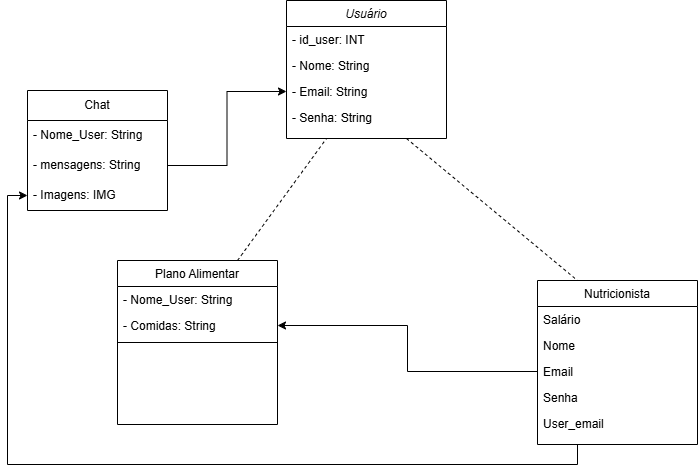 Usuário
- id_user: INT
- Nome: String
- Email: String
- Senha: String
Chat
- Nome_User: String
- mensagens: String
- Imagens: IMG
Plano Alimentar
- Nome_User: String
- Comidas: String
Nutricionista
Salário
Nome
Email
Senha
User_email